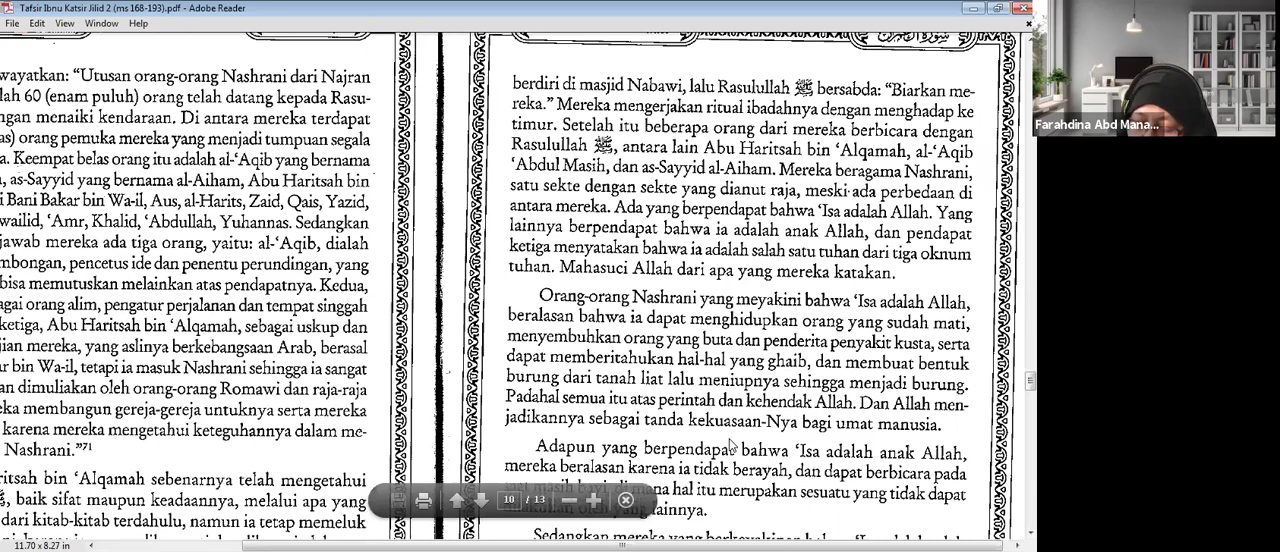 Tafsir Ibnu Katsir Jilid 2 (ms 168-193).pdf - Adobe Reader
File Edit View Window Help
wayatkan: “Utusan orang-orang Nashrani dari Najran
lah 60 (enam puluh) orang telah datang kepada Rasu-
ngan menaiki kendaraan. Di antara mereka terdapat
as) orang pemuka mereka yang menjadi tumpuan segala
a. Keempat belas orang itu adalah al-‘Aqib yang bernama
, as-Sayyid yang bernama al-Aiham, Abu Haritsah bin
i Bani Bakar bin Wa-il, Aus, al-Harits, Zaid, Qais, Yazid,
wailid, ‘Amr, Khalid, ‘Abdullah, Yuhannas. Sedangkan
jawab mereka ada tiga orang, yaitu: al-‘Aqib, dialah
mbongan, pencetus ide dan penentu perundingan, yang
bisa memutuskan melainkan atas pendapatnya. Kedua,
agai orang alim, pengatur perjalanan dan tempat singgah
ketiga, Abu Haritsah bin ‘Alqamah, sebagai uskup dan
jian mereka, yang aslinya berkebangsaan Arab, berasal
r bin Wa-il, tetapi ia masuk Nashrani sehingga ia sangat
an dimuliakan oleh orang-orang Romawi dan raja-raja
eka membangun gereja-gereja untuknya serta mereka
karena mereka mengetahui keteguhannya dalam me-
Nashrani.”71
ritsah bin ‘Alqamah sebenarnya telah mengetahui
ﷺ, baik sifat maupun keadaannya, melalui apa yang
dari kitab-kitab terdahulu, namun ia tetap memeluk
berdiri di masjid Nabawi, lalu Rasulullah ﷺ bersabda: “Biarkan me-
reka.” Mereka mengerjakan ritual ibadahnya dengan menghadap ke
timur. Setelah itu beberapa orang dari mereka berbicara dengan
Rasulullah ﷺ, antara lain Abu Haritsah bin ‘Alqamah, al-‘Aqib
‘Abdul Masih, dan as-Sayyid al-Aiham. Mereka beragama Nashrani,
satu sekte dengan sekte yang dianut raja, meski ada perbedaan di
antara mereka. Ada yang berpendapat bahwa ‘Isa adalah Allah. Yang
lainnya berpendapat bahwa ia adalah anak Allah, dan pendapat
ketiga menyatakan bahwa ia adalah salah satu tuhan dari tiga oknum
tuhan. Mahasuci Allah dari apa yang mereka katakan.
Orang-orang Nashrani yang meyakini bahwa ‘Isa adalah Allah,
beralasan bahwa ia dapat menghidupkan orang yang sudah mati,
menyembuhkan orang yang buta dan penderita penyakit kusta, serta
dapat memberitahukan hal-hal yang ghaib, dan membuat bentuk
burung dari tanah liat lalu meniupnya sehingga menjadi burung.
Padahal semua itu atas perintah dan kehendak Allah. Dan Allah men-
jadikannya sebagai tanda kekuasaan-Nya bagi umat manusia.
Adapun yang berpendapat bahwa ‘Isa adalah anak Allah,
mereka beralasan karena ia tidak berayah, dan dapat berbicara pada
saat masih bayi, di mana hal itu merupakan sesuatu yang tidak dapat
oleh yang lainnya.
Sedangkan mereka yang berkeyakinan bahwa
10 / 13
11.70 x 8.27 in
Farahdina Abd Mana...